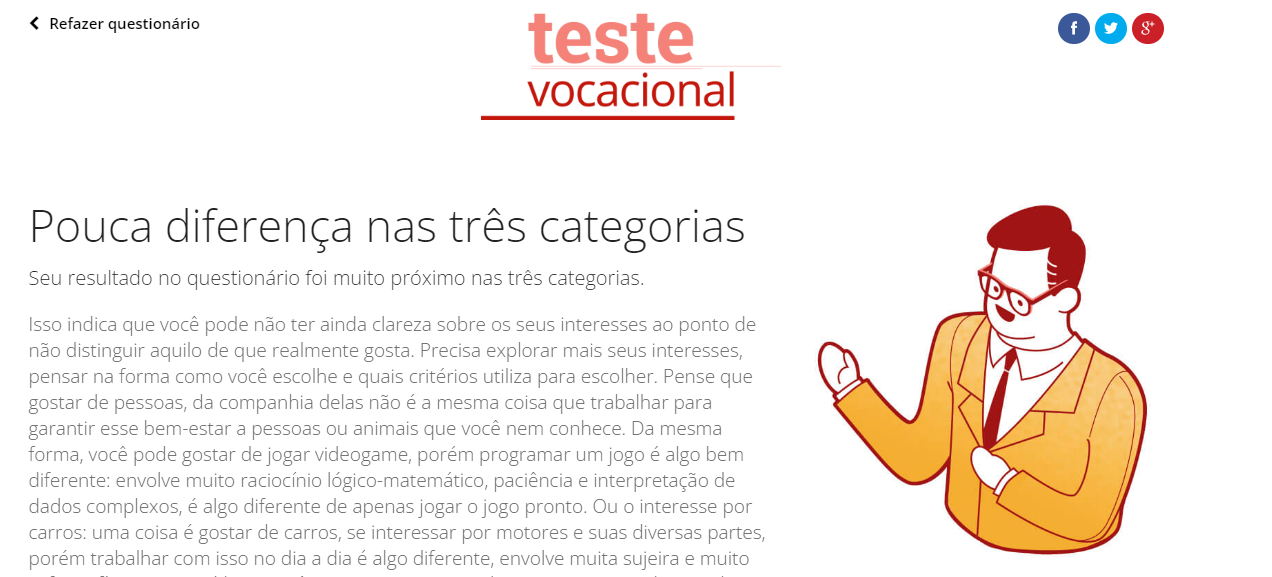 Refazer questionário
teste
vocacional
Pouca diferença nas três categorias
Seu resultado no questionário foi muito próximo nas três categorias.
Isso indica que você pode não ter ainda clareza sobre os seus interesses ao ponto de
não distinguir aquilo de que realmente gosta. Precisa explorar mais seus interesses,
pensar na forma como você escolhe e quais critérios utiliza para escolher. Pense que
gostar de pessoas, da companhia delas não é a mesma coisa que trabalhar para
garantir esse bem-estar a pessoas ou animais que você nem conhece. Da mesma
forma, você pode gostar de jogar videogame, porém programar um jogo é algo bem
diferente: envolve muito raciocínio lógico-matemático, paciência e interpretação de
dados complexos, é algo diferente de apenas jogar o jogo pronto. Ou o interesse por
carros: uma coisa é gostar de carros, se interessar por motores e suas diversas partes,
porém trabalhar com isso no dia a dia é algo diferente, envolve muita sujeira e muito